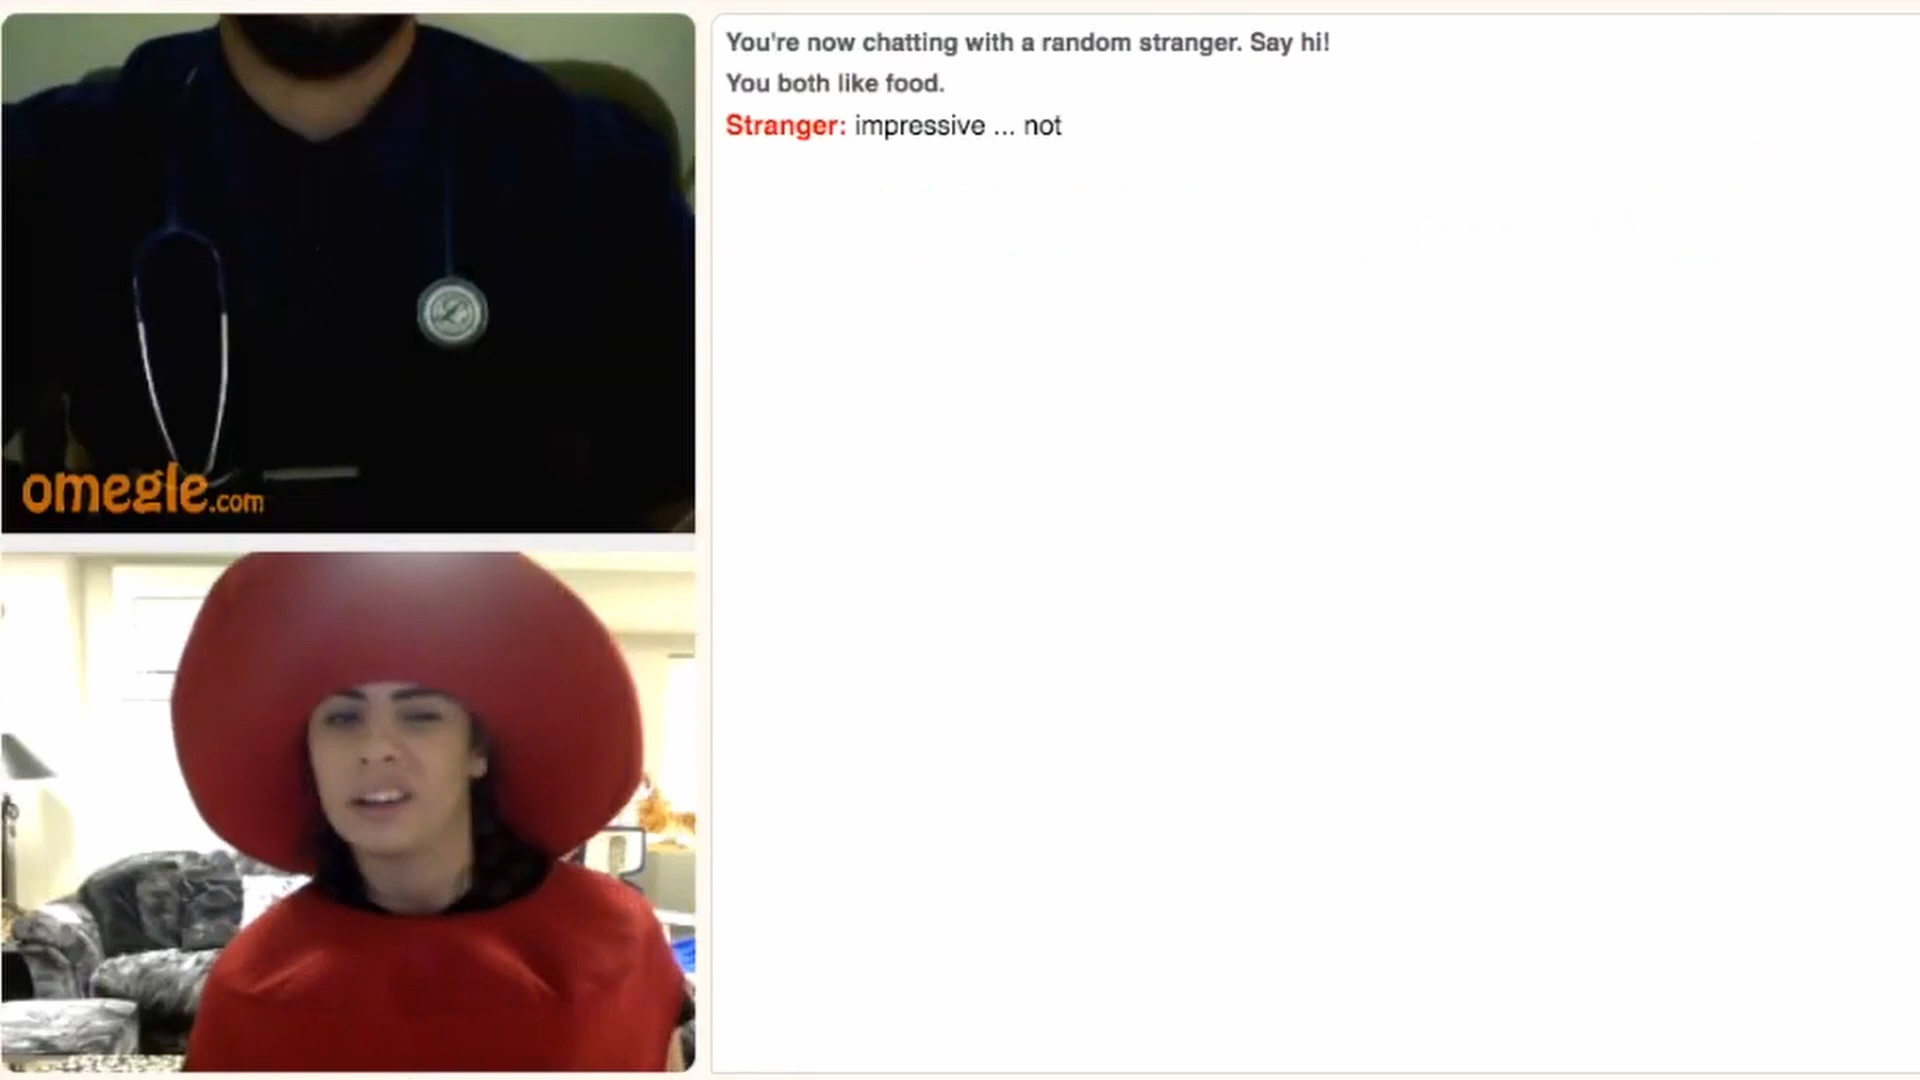 You're now chatting with a random stranger. Say hi!
You both like food.
Stranger: impressive ... not
omegle.com